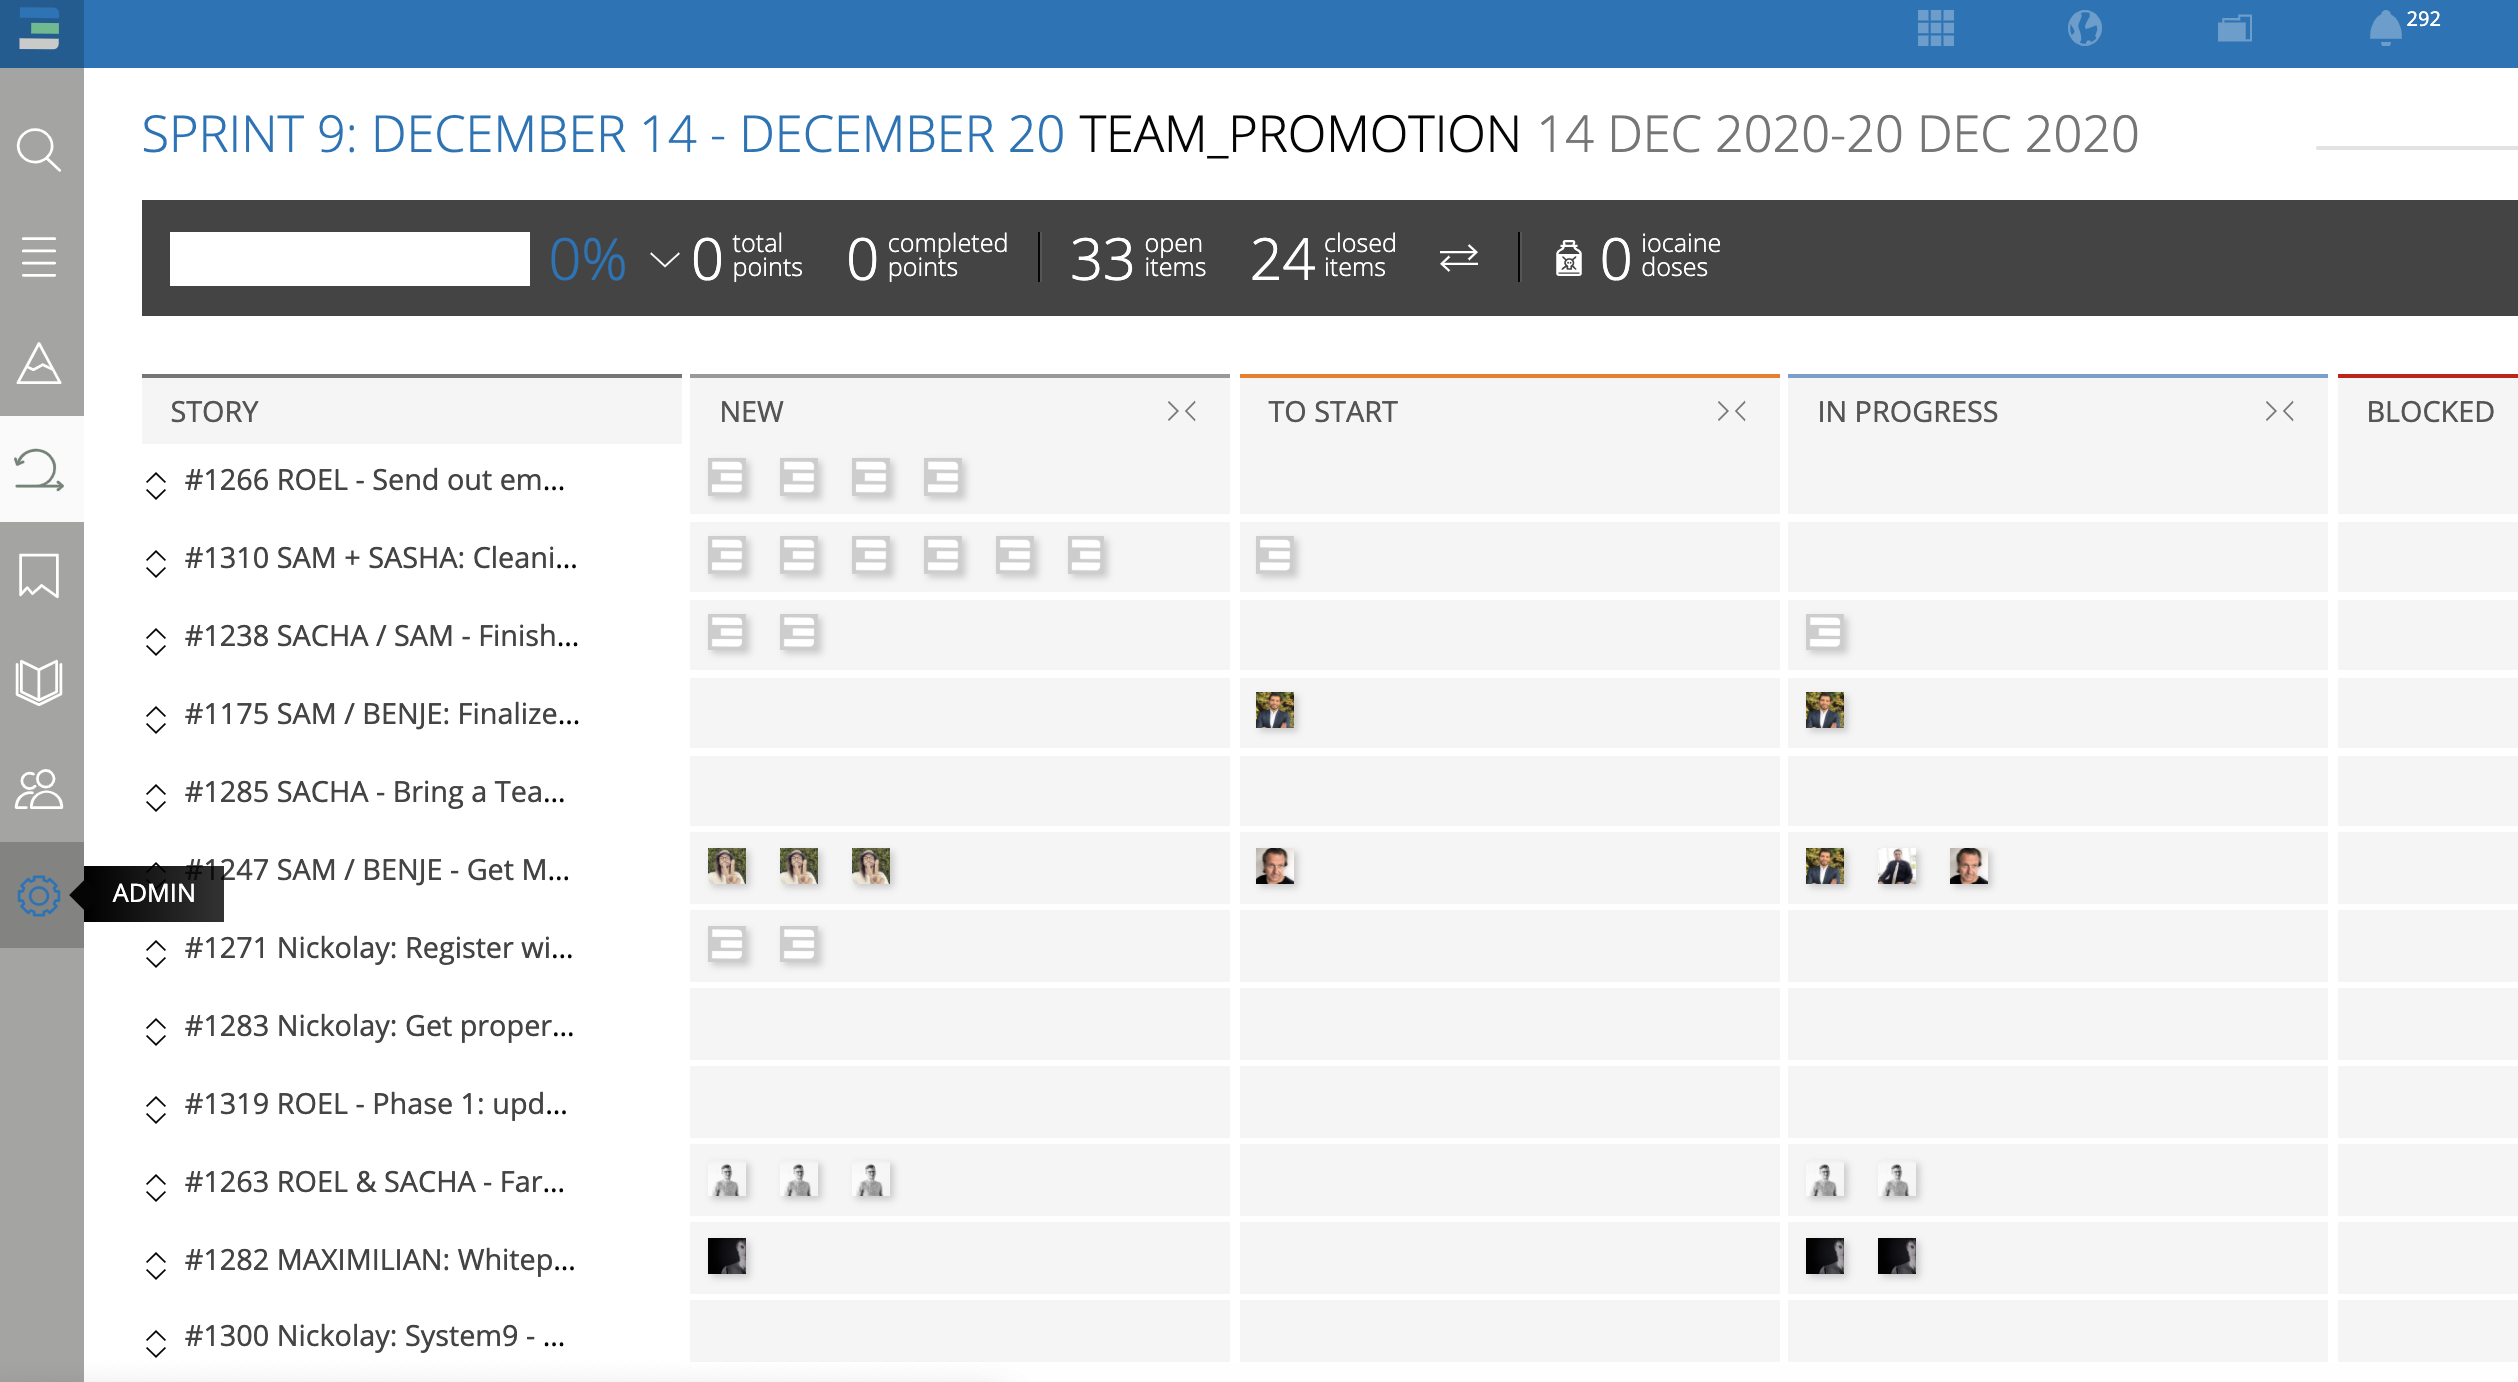 292
SPRINT 9: DECEMBER 14 - DECEMBER 20 TEAM_PROMOTION 14 DEC 2020-20 DEC 2020
0% 0 total points 0 completed points 33 open items 24 closed items 0 iocaine doses
STORY NEW TO START IN PROGRESS BLOCKED
#1266 ROEL - Send out em...
#1310 SAM + SASHA: Cleani...
#1238 SACHA / SAM - Finish...
#1175 SAM / BENJE: Finalize...
#1285 SACHA - Bring a Tea...
#1247 SAM / BENJE - Get M...
ADMIN
#1271 Nickolay: Register wi...
#1283 Nickolay: Get proper...
#1319 ROEL - Phase 1: upd...
#1263 ROEL & SACHA - Far...
#1282 MAXIMILIAN: Whitep...
#1300 Nickolay: System9 - ...